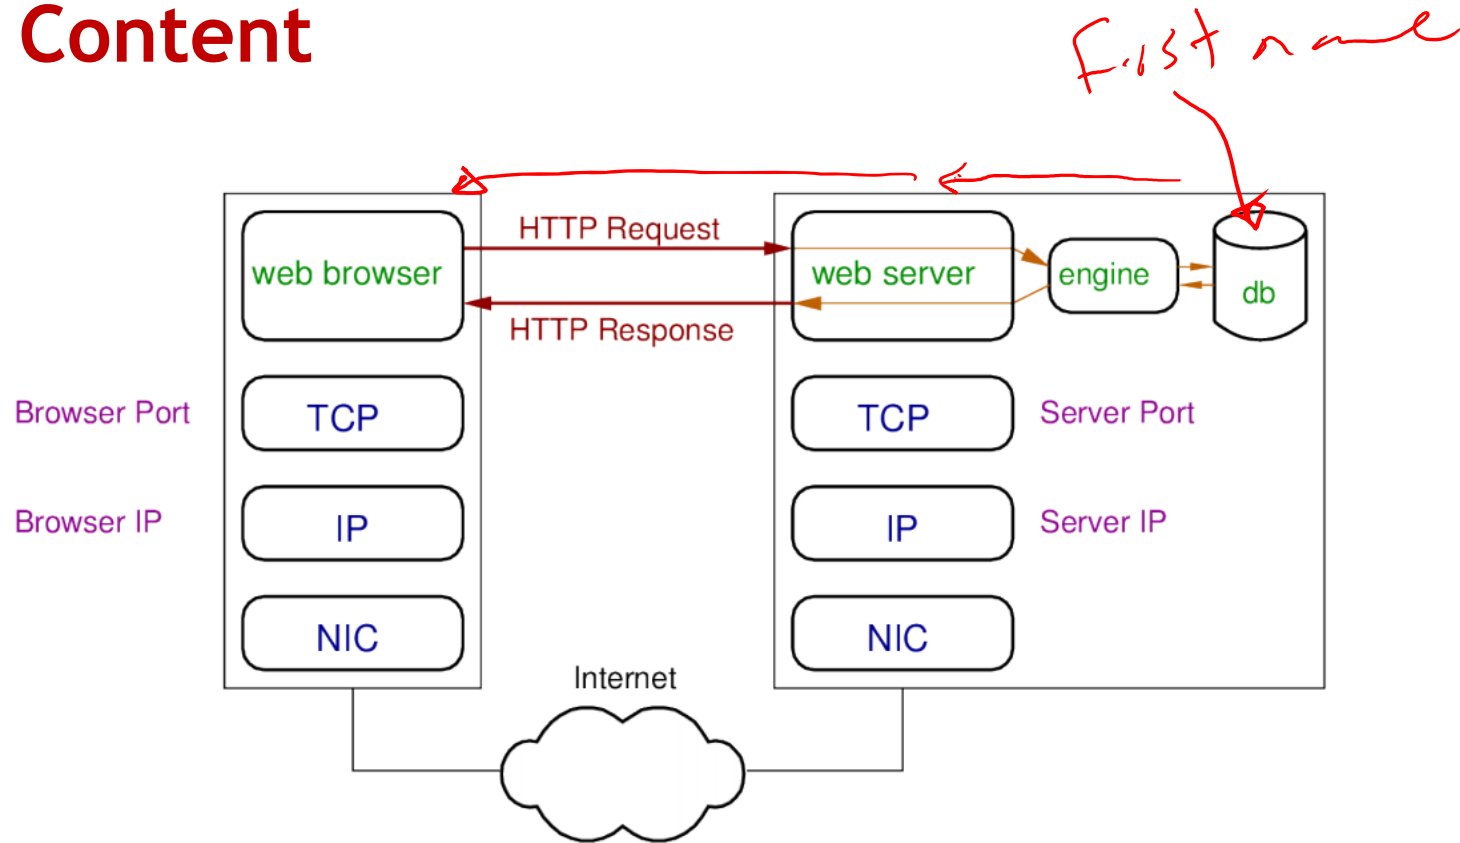 Content
First name
HTTP Request
web browser
web server
engine
db
HTTP Response
Browser Port
TCP
TCP
Server Port
Browser IP
IP
IP
Server IP
NIC
NIC
Internet